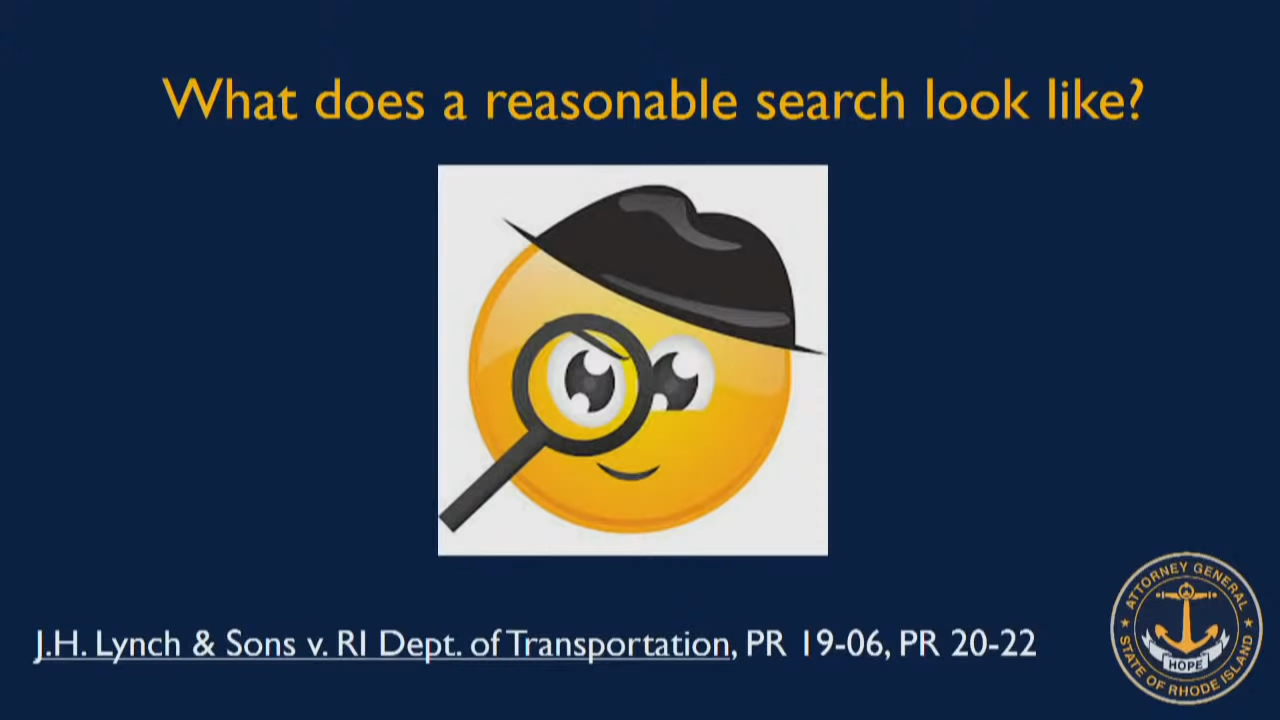 What does a reasonable search look like?
J.H. Lynch & Sons v. RI Dept. of Transportation, PR 19-06, PR 20-22
ATTORNEY GENERAL
HOPE
STATE OF RHODE ISLAND